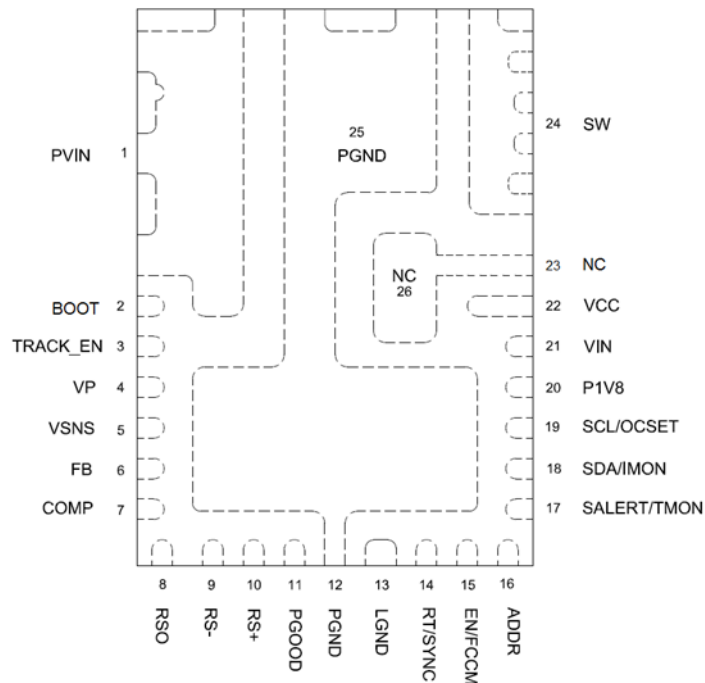 25
PGND
24 SW
PVIN 1
NC
26
23 NC
BOOT 2
22 VCC
TRACK_EN 3
21 VIN
VP 4
20 P1V8
VSNS 5
19 SCL/OCSET
FB 6
18 SDA/IMON
COMP 7
17 SALERT/TMON
8 9 10 11 12 13 14 15 16
RSO
RS-
RS+
PGOOD
PGND
LGND
RT/SYNC
EN/FCCM
ADDR